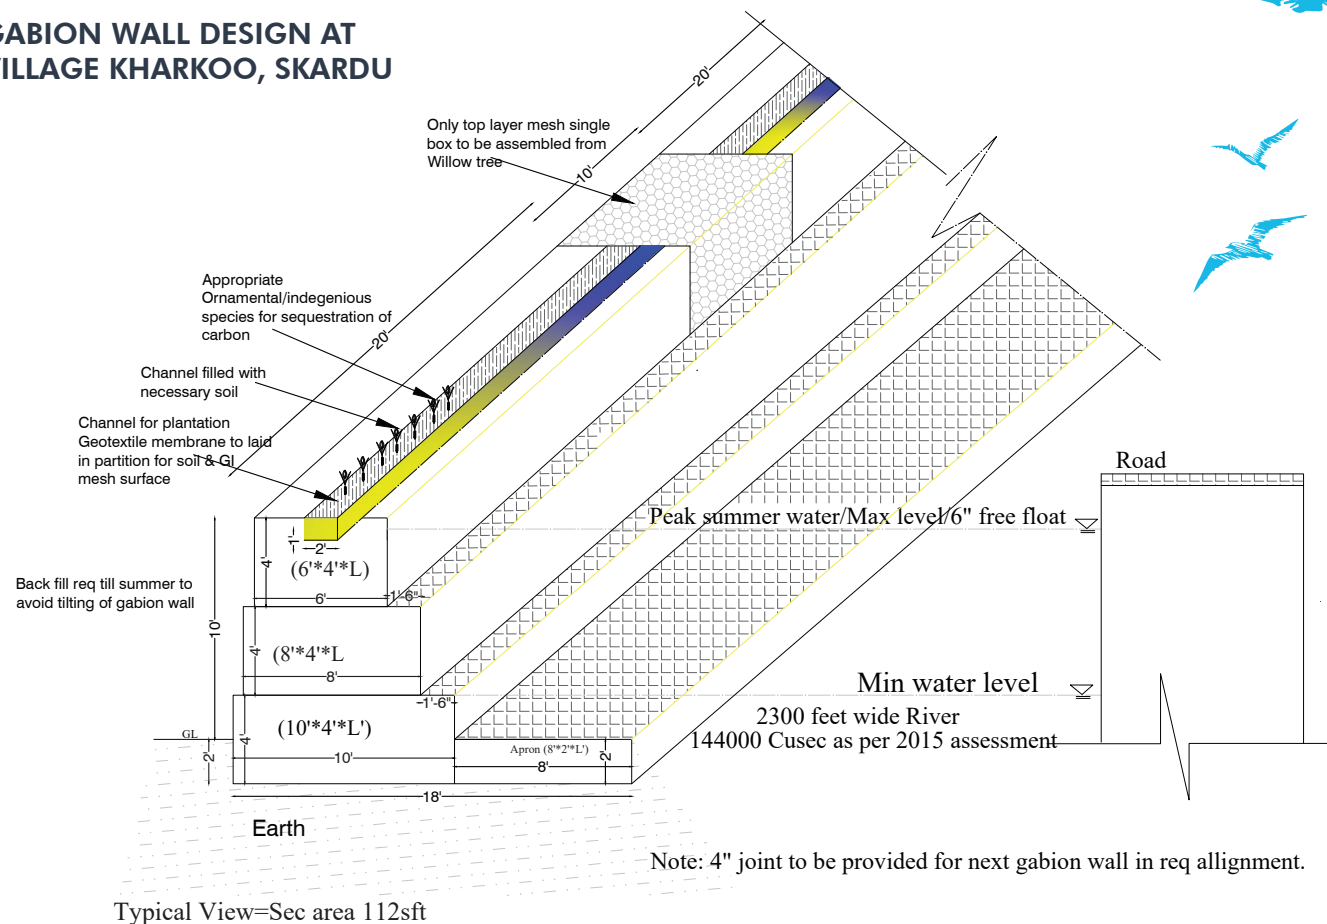 GABION WALL DESIGN AT
VILLAGE KHARKOO, SKARDU
20'
Only top layer mesh single
box to be assembled from
Willow tree
10'
Appropriate
Ornamental/indegenious
species for sequestration of
carbon
20'
Channel filled with
necessary soil
Channel for plantation
Geotextile membrane to laid
in partition for soil & GI
mesh surface
Road
Peak summer water/Max level/6" free float
1'
2'
4'
(6'*4'*L)
6'
1'-6"
Back fill req till summer to
avoid tilting of gabion wall
10'
4'
(8'*4'*L
8'
1'-6"
Min water level
2300 feet wide River
144000 Cusec as per 2015 assessment
(10'*4'*L')
GL
4'
2'
10'
Apron (8'*2'*L')
2'
8'
18'
Earth
Note: 4" joint to be provided for next gabion wall in req allignment.
Typical View=Sec area 112sft